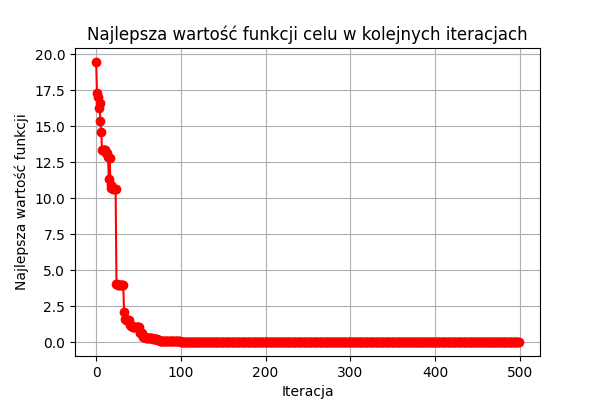 Najlepsza wartość funkcji celu w kolejnych iteracjach
Najlepsza wartość funkcji
20.0
17.5
15.0
12.5
10.0
7.5
5.0
2.5
0.0
0 100 200 300 400 500
Iteracja